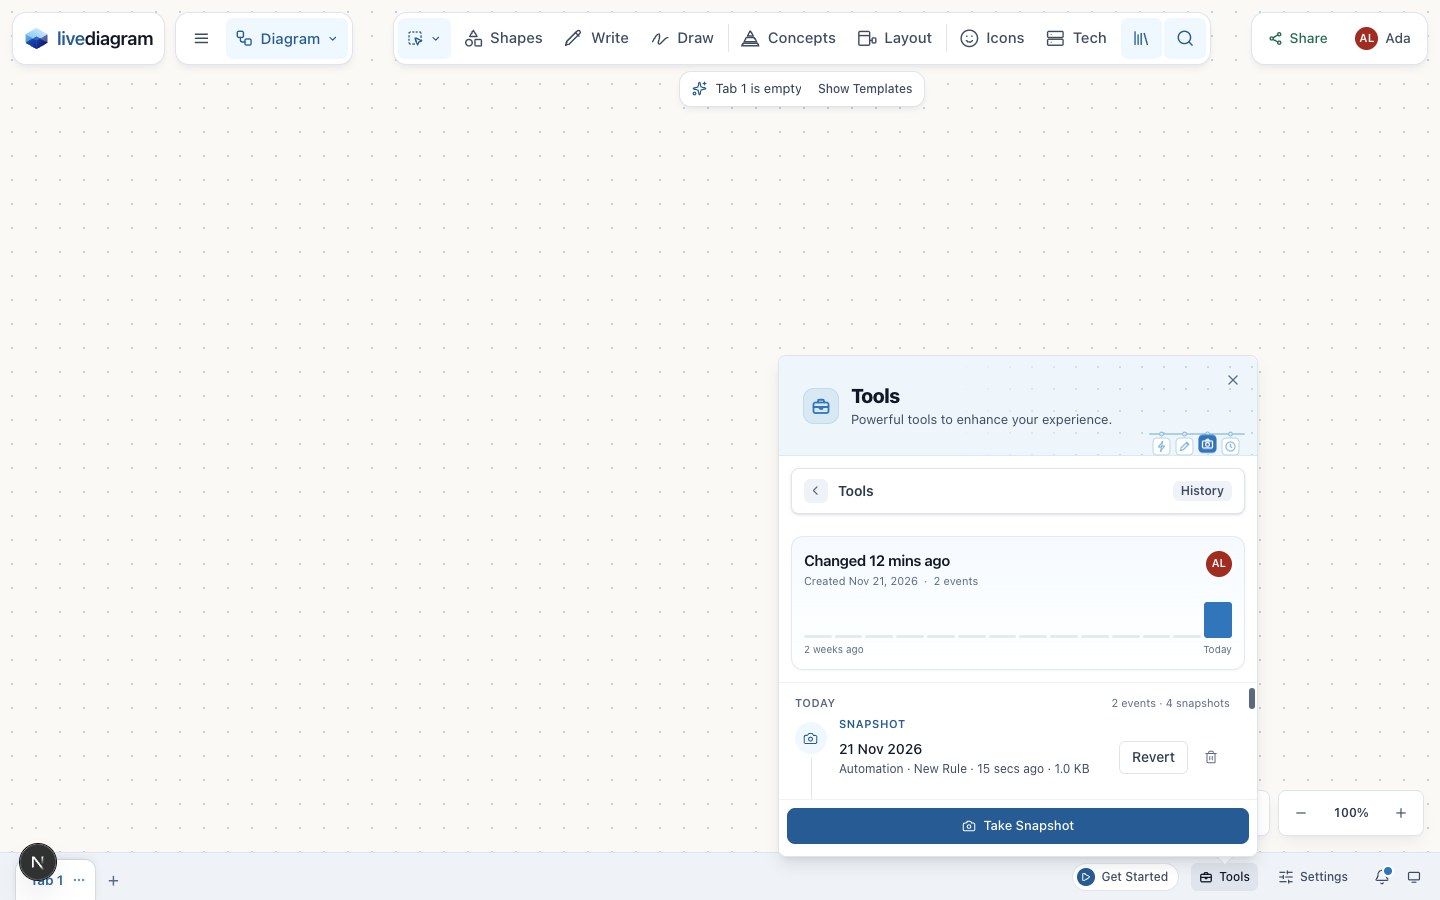 livediagram
Diagram
Shapes
Write
Draw
Concepts
Layout
Icons
Tech
Share
AL
Ada
Tab 1 is empty
Show Templates
Tools
Powerful tools to enhance your experience.
Tools
History
Changed 12 mins ago
AL
Created Nov 21, 2026 · 2 events
2 weeks ago
Today
TODAY
2 events · 4 snapshots
SNAPSHOT
21 Nov 2026
Automation · New Rule · 15 secs ago · 1.0 KB
Revert
Take Snapshot
100%
N
Tab 1
Get Started
Tools
Settings